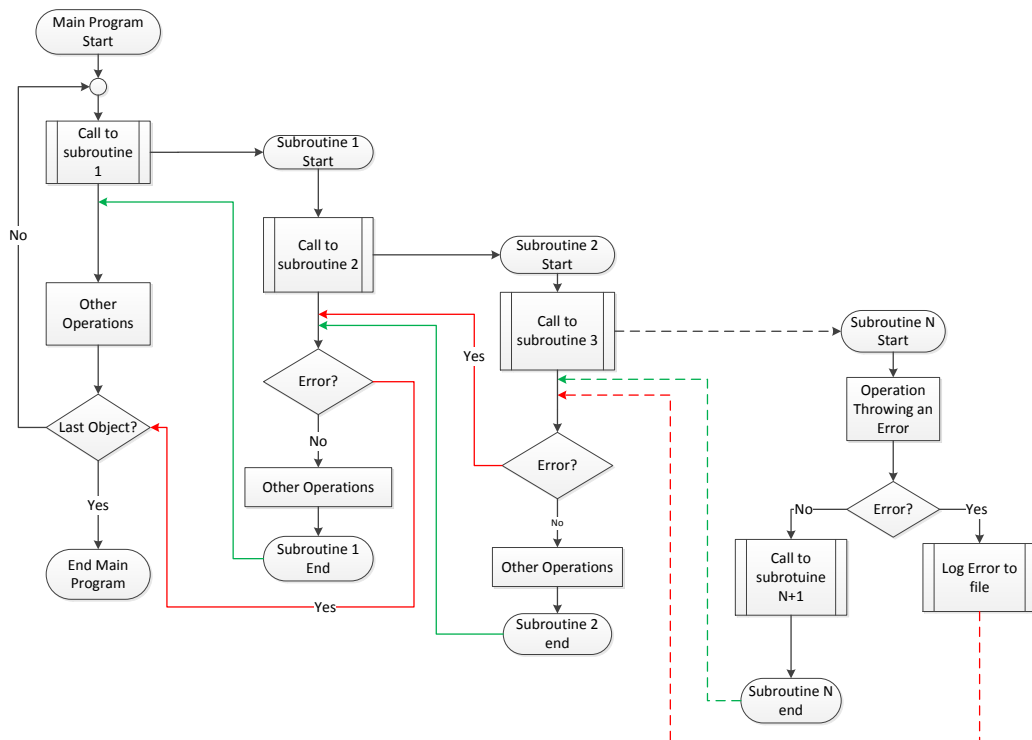 Main Program
Start
Call to
subroutine
1
No
Other
Operations
Last Object?
Yes
End Main
Program
Subroutine 1
Start
Call to
subroutine 2
Error?
No
Other Operations
Subroutine 1
End
Yes
Subroutine 2
Start
Call to
subroutine 3
Yes
Error?
No
Other Operations
Subroutine 2
end
Subroutine N
Start
Operation
Throwing an
Error
Error?
No
Yes
Call to
subrotuine
N+1
Log Error to
file
Subroutine N
end